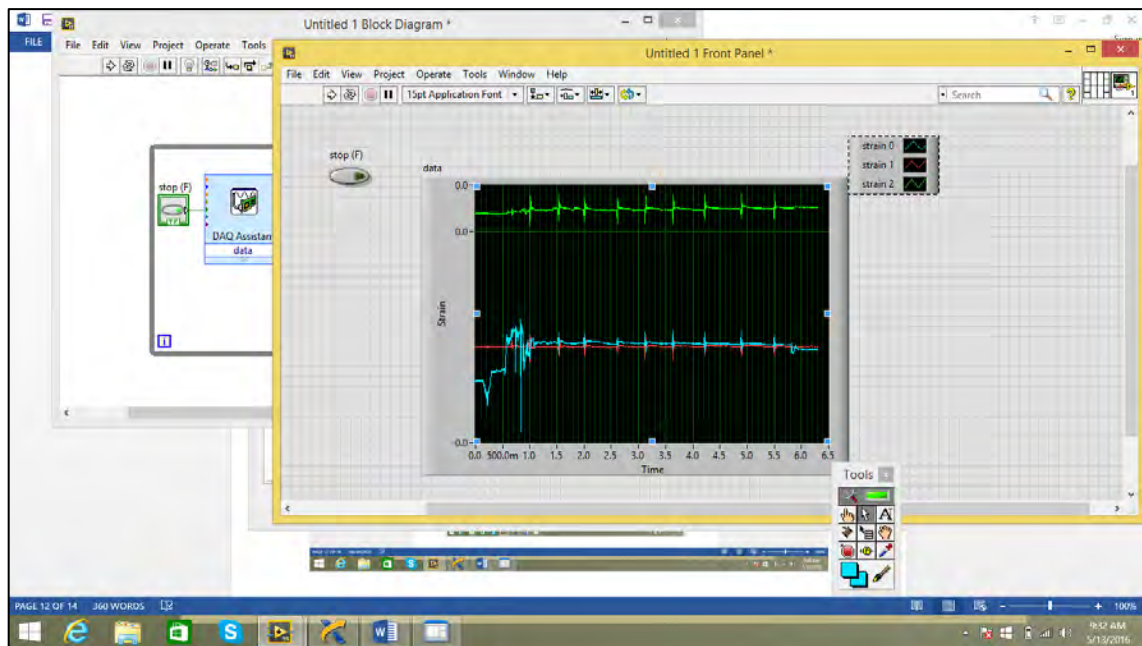 Untitled 1 Block Diagram *
FILE
File Edit View Project Operate Tools
Untitled 1 Front Panel *
File Edit View Project Operate Tools Window Help
15pt Application Font
Search
1
stop (F)
TF
DAQ Assistan
data
i
stop (F)
data
strain 0
strain 1
strain 2
0.0
0.0
-0.0
Strain
0.0 500.0m 1.0 1.5 2.0 2.5 3.0 3.5 4.0 4.5 5.0 5.5 6.0 6.5
Time
Tools
A
PAGE 12 OF 14 360 WORDS
100%
9:32 AM
5/13/2016